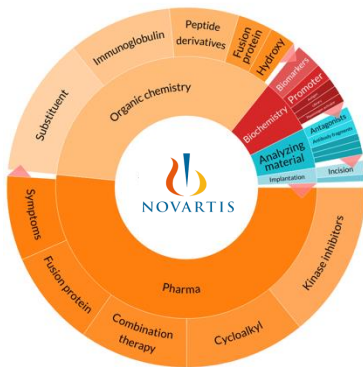 Peptide
derivatives
Fusion
protein
Hydroxy
Immunoglobulin
Substituent
Organic chemistry
Biomarkers
Promoter
Biochemistry
Antagonists
Antibody fragments
Analyzing
material
Implantation
Incision
NOVARTIS
Symptoms
Fusion protein
Combination
therapy
Cycloalkyl
Kinase inhibitors
Pharma